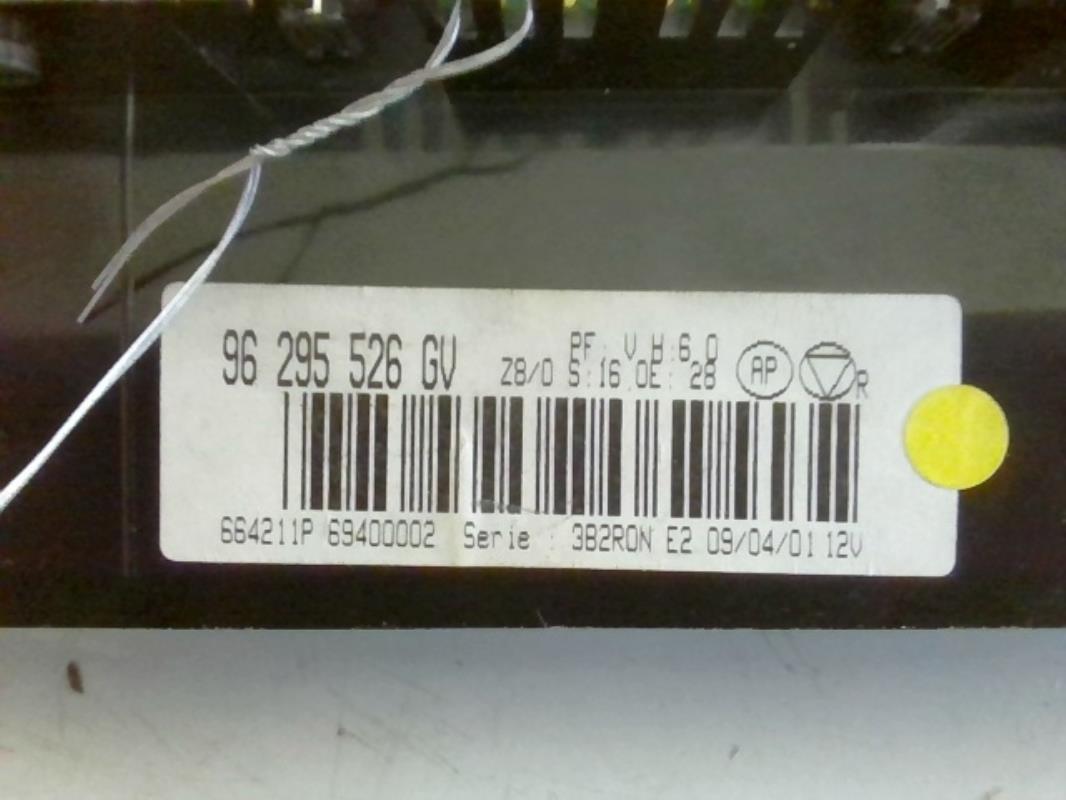 96 295 526 GV
PF: V H:6.0
Z8/0 S:16.0E: 28
AP
R
664211P 69400002 Serie : 3B2RON E2 09/04/01 12V